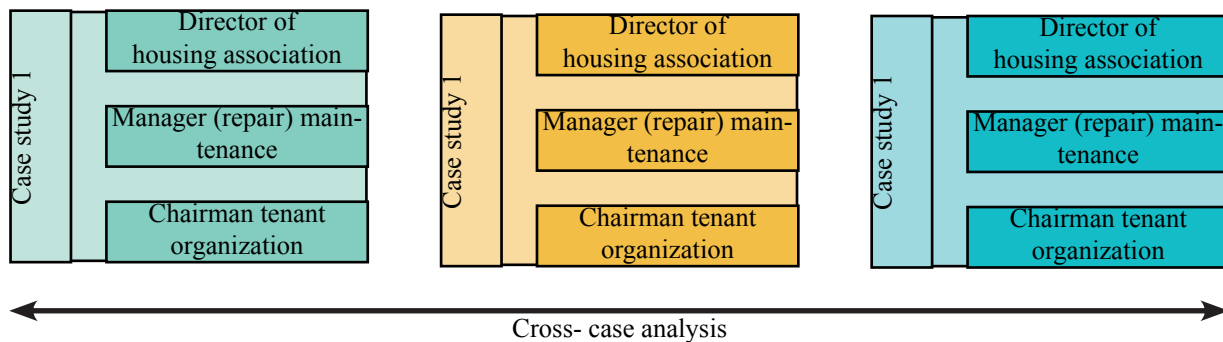 Case study 1
Director of
housing association
Manager (repair) main-
tenance
Chairman tenant
organization
Case study 1
Director of
housing association
Manager (repair) main-
tenance
Chairman tenant
organization
Case study 1
Director of
housing association
Manager (repair) main-
tenance
Chairman tenant
organization
Cross- case analysis